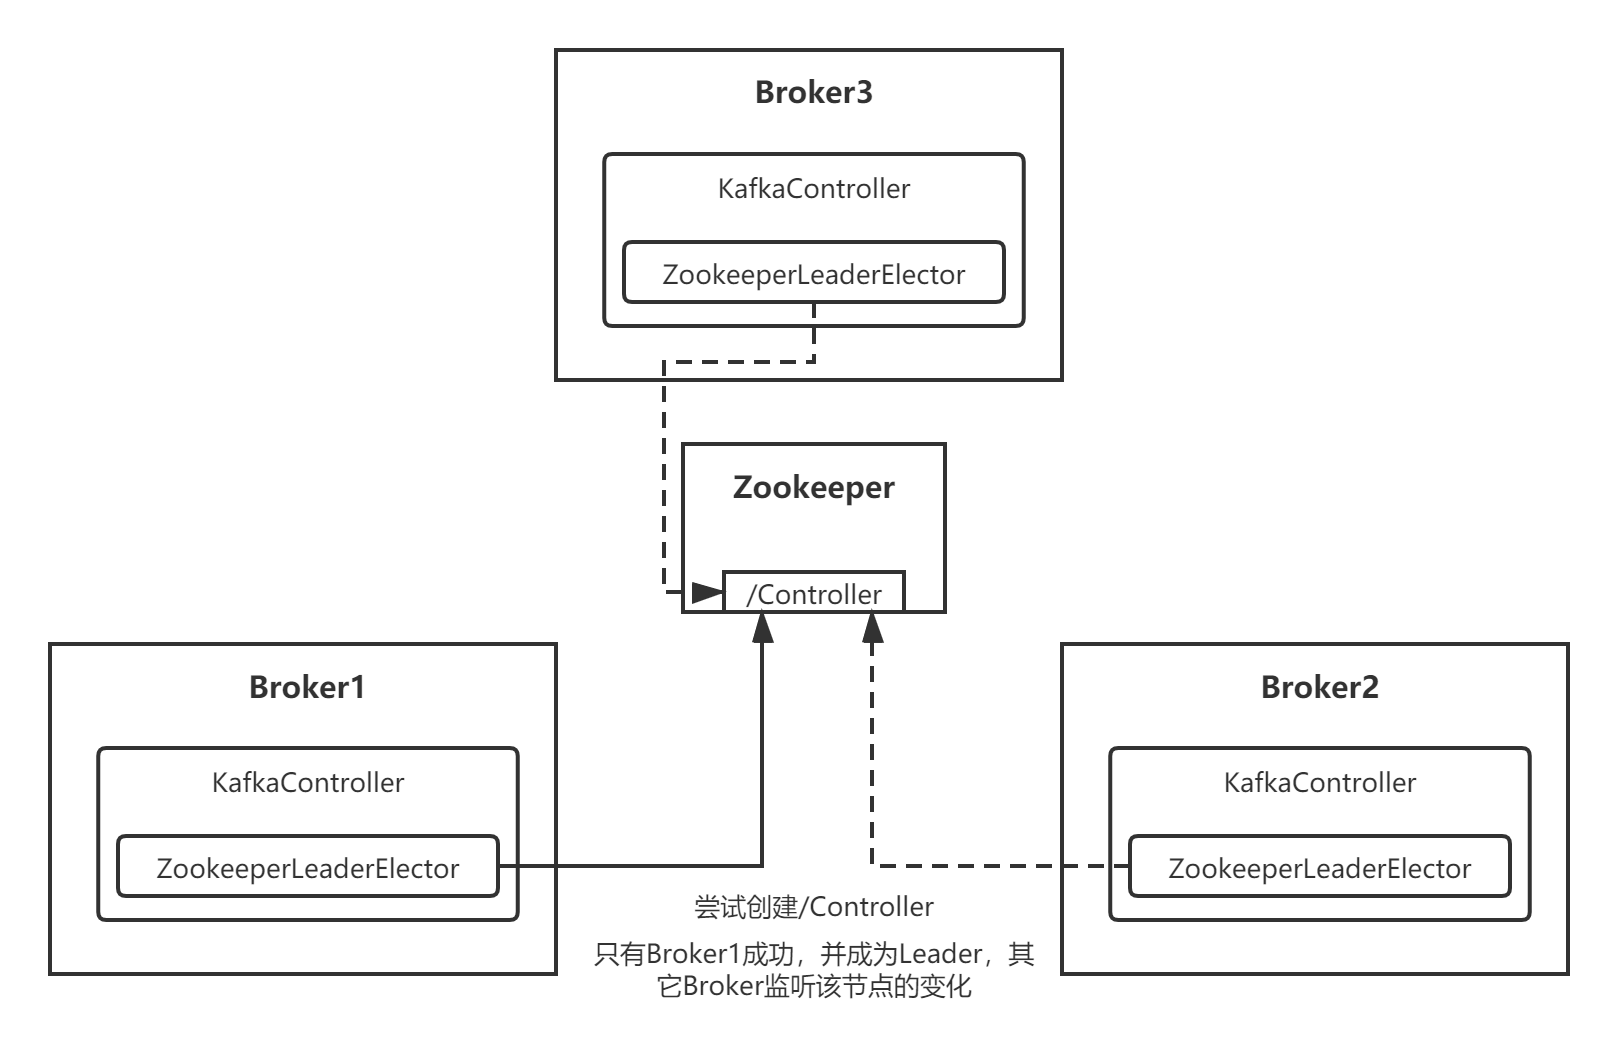 Broker3
KafkaController
ZookeeperLeaderElector
Zookeeper
/Controller
Broker1
KafkaController
ZookeeperLeaderElector
Broker2
KafkaController
ZookeeperLeaderElector
尝试创建/Controller
只有Broker1成功，并成为Leader，其
它Broker监听该节点的变化